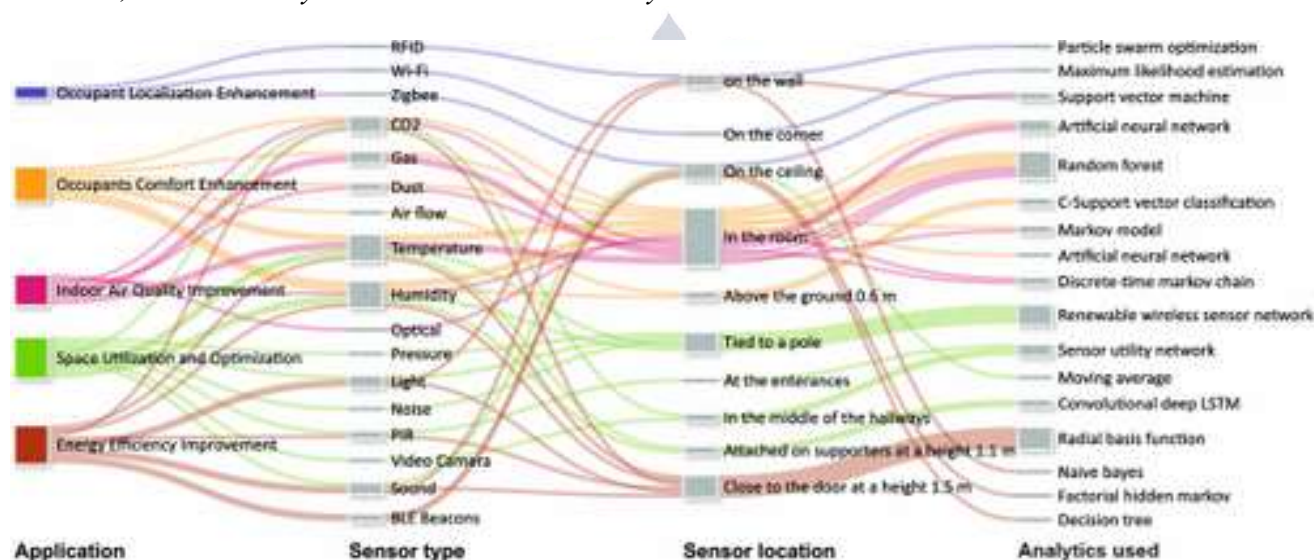 RFID
Wi-Fi
Zigbee
CO2
Gas
Dust
Air flow
Temperature
Humidity
Optical
Pressure
Light
Noise
PIR
Video Camera
Sound
BLE Beacons
Occupant Localization Enhancement
Occupants Comfort Enhancement
Indoor Air Quality Improvement
Space Utilization and Optimization
Energy Efficiency Improvement
on the wall
On the corner
On the ceiling
In the room
Above the ground 0.6 m
Tied to a pole
At the enterances
In the middle of the hallways
Attached on supporters at a height 1.1 m
Close to the door at a height 1.5 m
Particle swarm optimization
Maximum likelihood estimation
Support vector machine
Artificial neural network
Random forest
C-Support vector classification
Markov model
Artificial neural network
Discrete-time markov chain
Renewable wireless sensor network
Sensor utility network
Moving average
Convolutional deep LSTM
Radial basis function
Naive bayes
Factorial hidden markov
Decision tree
Application
Sensor type
Sensor location
Analytics used